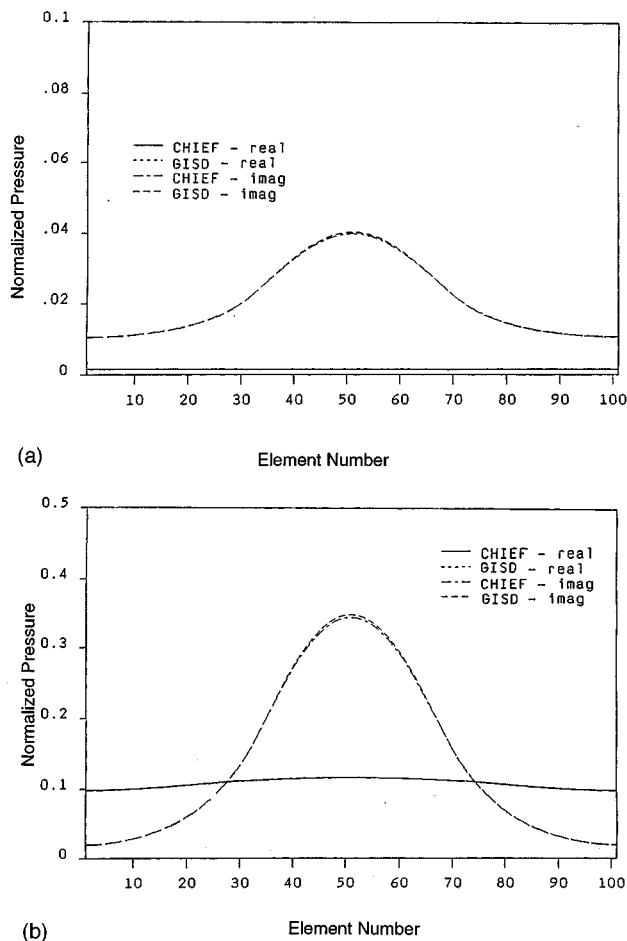 0.1
.08
.06
.04
.02
0
Normalized Pressure
CHIEF - real
GISD - real
CHIEF - imag
GISD - imag
10 20 30 40 50 60 70 80 90 100
(a)
Element Number
0.5
0.4
0.3
0.2
0.1
0
Normalized Pressure
CHIEF - real
GISD - real
CHIEF - imag
GISD - imag
10 20 30 40 50 60 70 80 90 100
(b)
Element Number